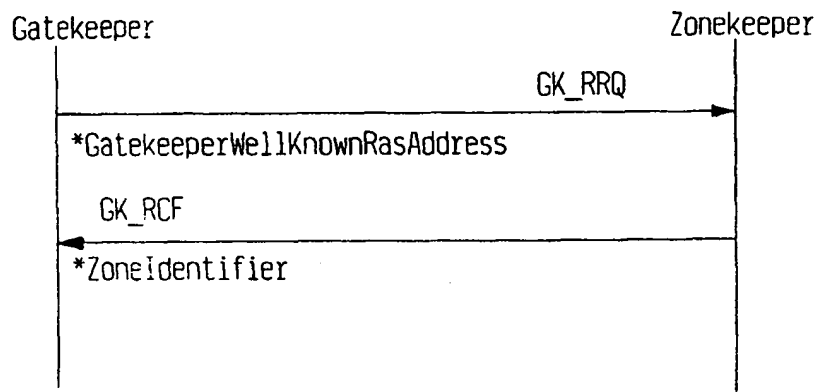 Gatekeeper
Zonekeeper
GK_RRQ
*GatekeeperWellKnownRasAddress
GK_RCF
*ZoneIdentifier